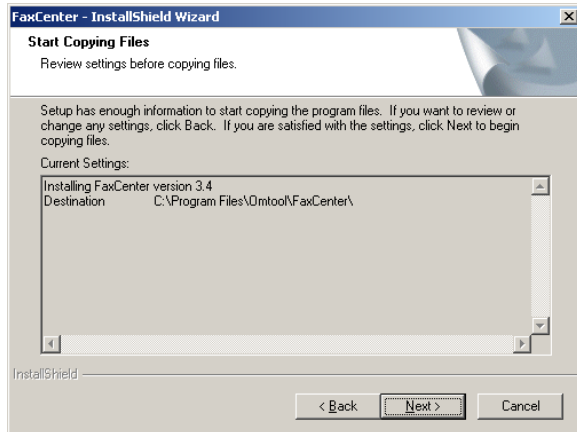 FaxCenter - InstallShield Wizard
Start Copying Files
Review settings before copying files.
Setup has enough information to start copying the program files. If you want to review or
change any settings, click Back. If you are satisfied with the settings, click Next to begin
copying files.
Current Settings:
Installing FaxCenter version 3.4
Destination C:\Program Files\Omtool\FaxCenter\
InstallShield
< Back Next > Cancel